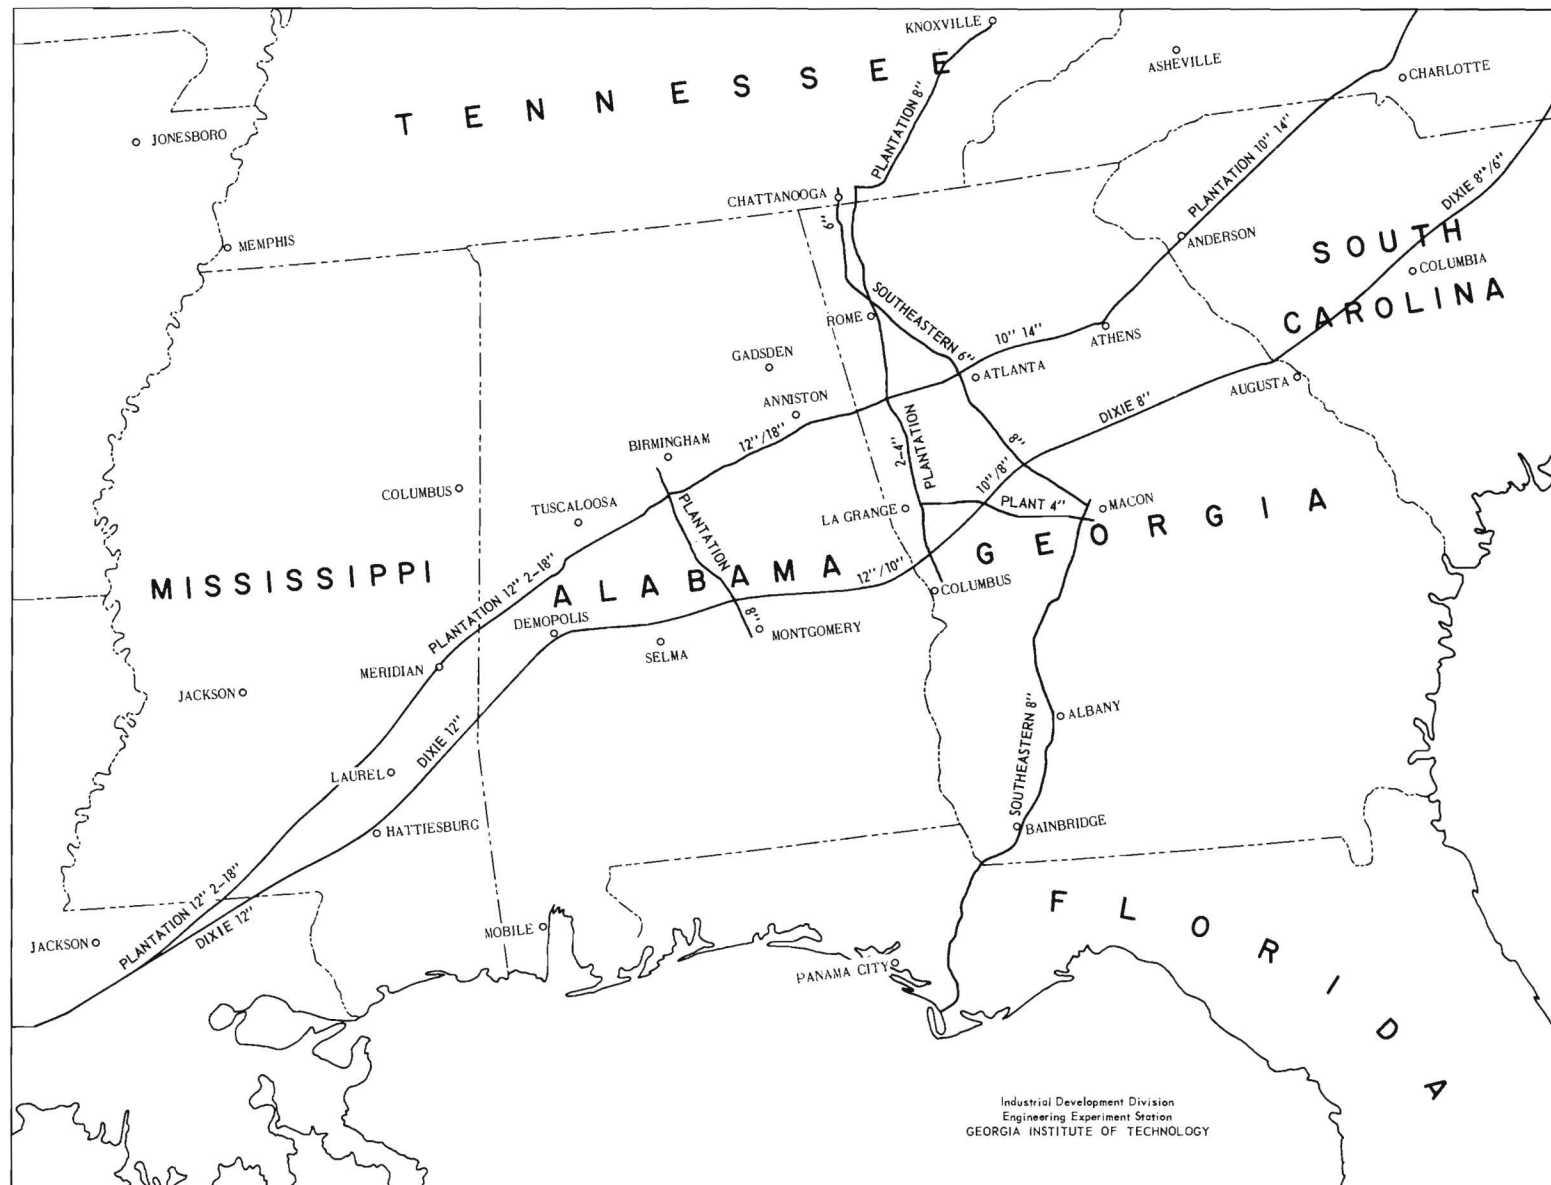 KNOXVILLE
ASHEVILLE
CHARLOTTE
TENNESSEE
PLANTATION 8"
JONESBORO
PLANTATION 10" 14"
DIXIE 8"/6"
CHATTANOOGA
6"
MEMPHIS
ANDERSON
SOUTH
CAROLINA
COLUMBIA
SOUTHEASTERN 6"
ROME
10" 14"
ATHENS
GADSDEN
ATLANTA
AUGUSTA
ANNISTON
DIXIE 8"
12"/18"
BIRMINGHAM
PLANTATION
2-4"
8"
10"/8"
COLUMBUS
TUSCALOOSA
PLANTATION
8"
LA GRANGE
PLANT 4"
MACON
GEORGIA
MISSISSIPPI
ALABAMA
PLANTATION 12" 2-18"
12"/10"
COLUMBUS
DEMOPOLIS
MONTGOMERY
SELMA
MERIDIAN
JACKSON
DIXIE 12"
ALBANY
SOUTHEASTERN 8"
LAUREL
HATTIESBURG
BAINBRIDGE
PLANTATION 12" 2-18"
DIXIE 12"
JACKSON
MOBILE
PANAMA CITY
FLORIDA
Industrial Development Division
Engineering Experiment Station
GEORGIA INSTITUTE OF TECHNOLOGY